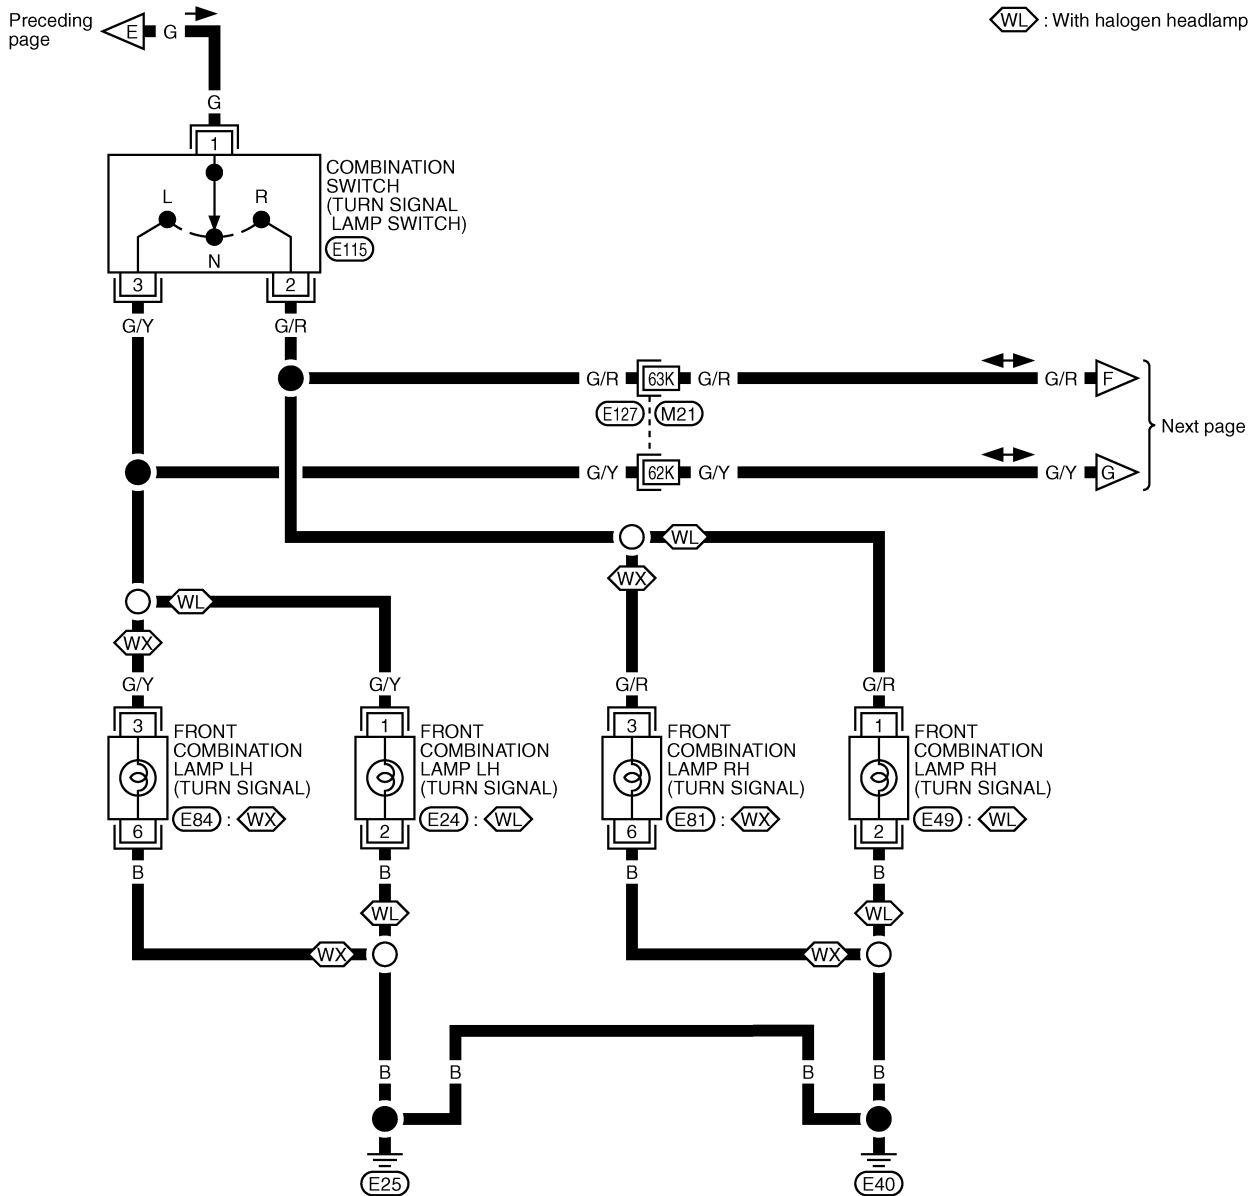 Preceding
page
E
G
WL : With halogen headlamp
G
1
COMBINATION
SWITCH
(TURN SIGNAL
LAMP SWITCH)
E115
L
R
N
3
2
G/Y
G/R
G/R
63K
G/R
G/R
F
E127
M21
Next page
G/Y
62K
G/Y
G/Y
G
WL
WX
WL
WX
G/Y
G/Y
G/R
G/R
3
FRONT
COMBINATION
LAMP LH
(TURN SIGNAL)
E84 : WX
6
1
FRONT
COMBINATION
LAMP LH
(TURN SIGNAL)
E24 : WL
2
3
FRONT
COMBINATION
LAMP RH
(TURN SIGNAL)
E81 : WX
6
1
FRONT
COMBINATION
LAMP RH
(TURN SIGNAL)
E49 : WL
2
B
B
B
B
WL
WL
WX
WX
B
B
B
B
E25
E40